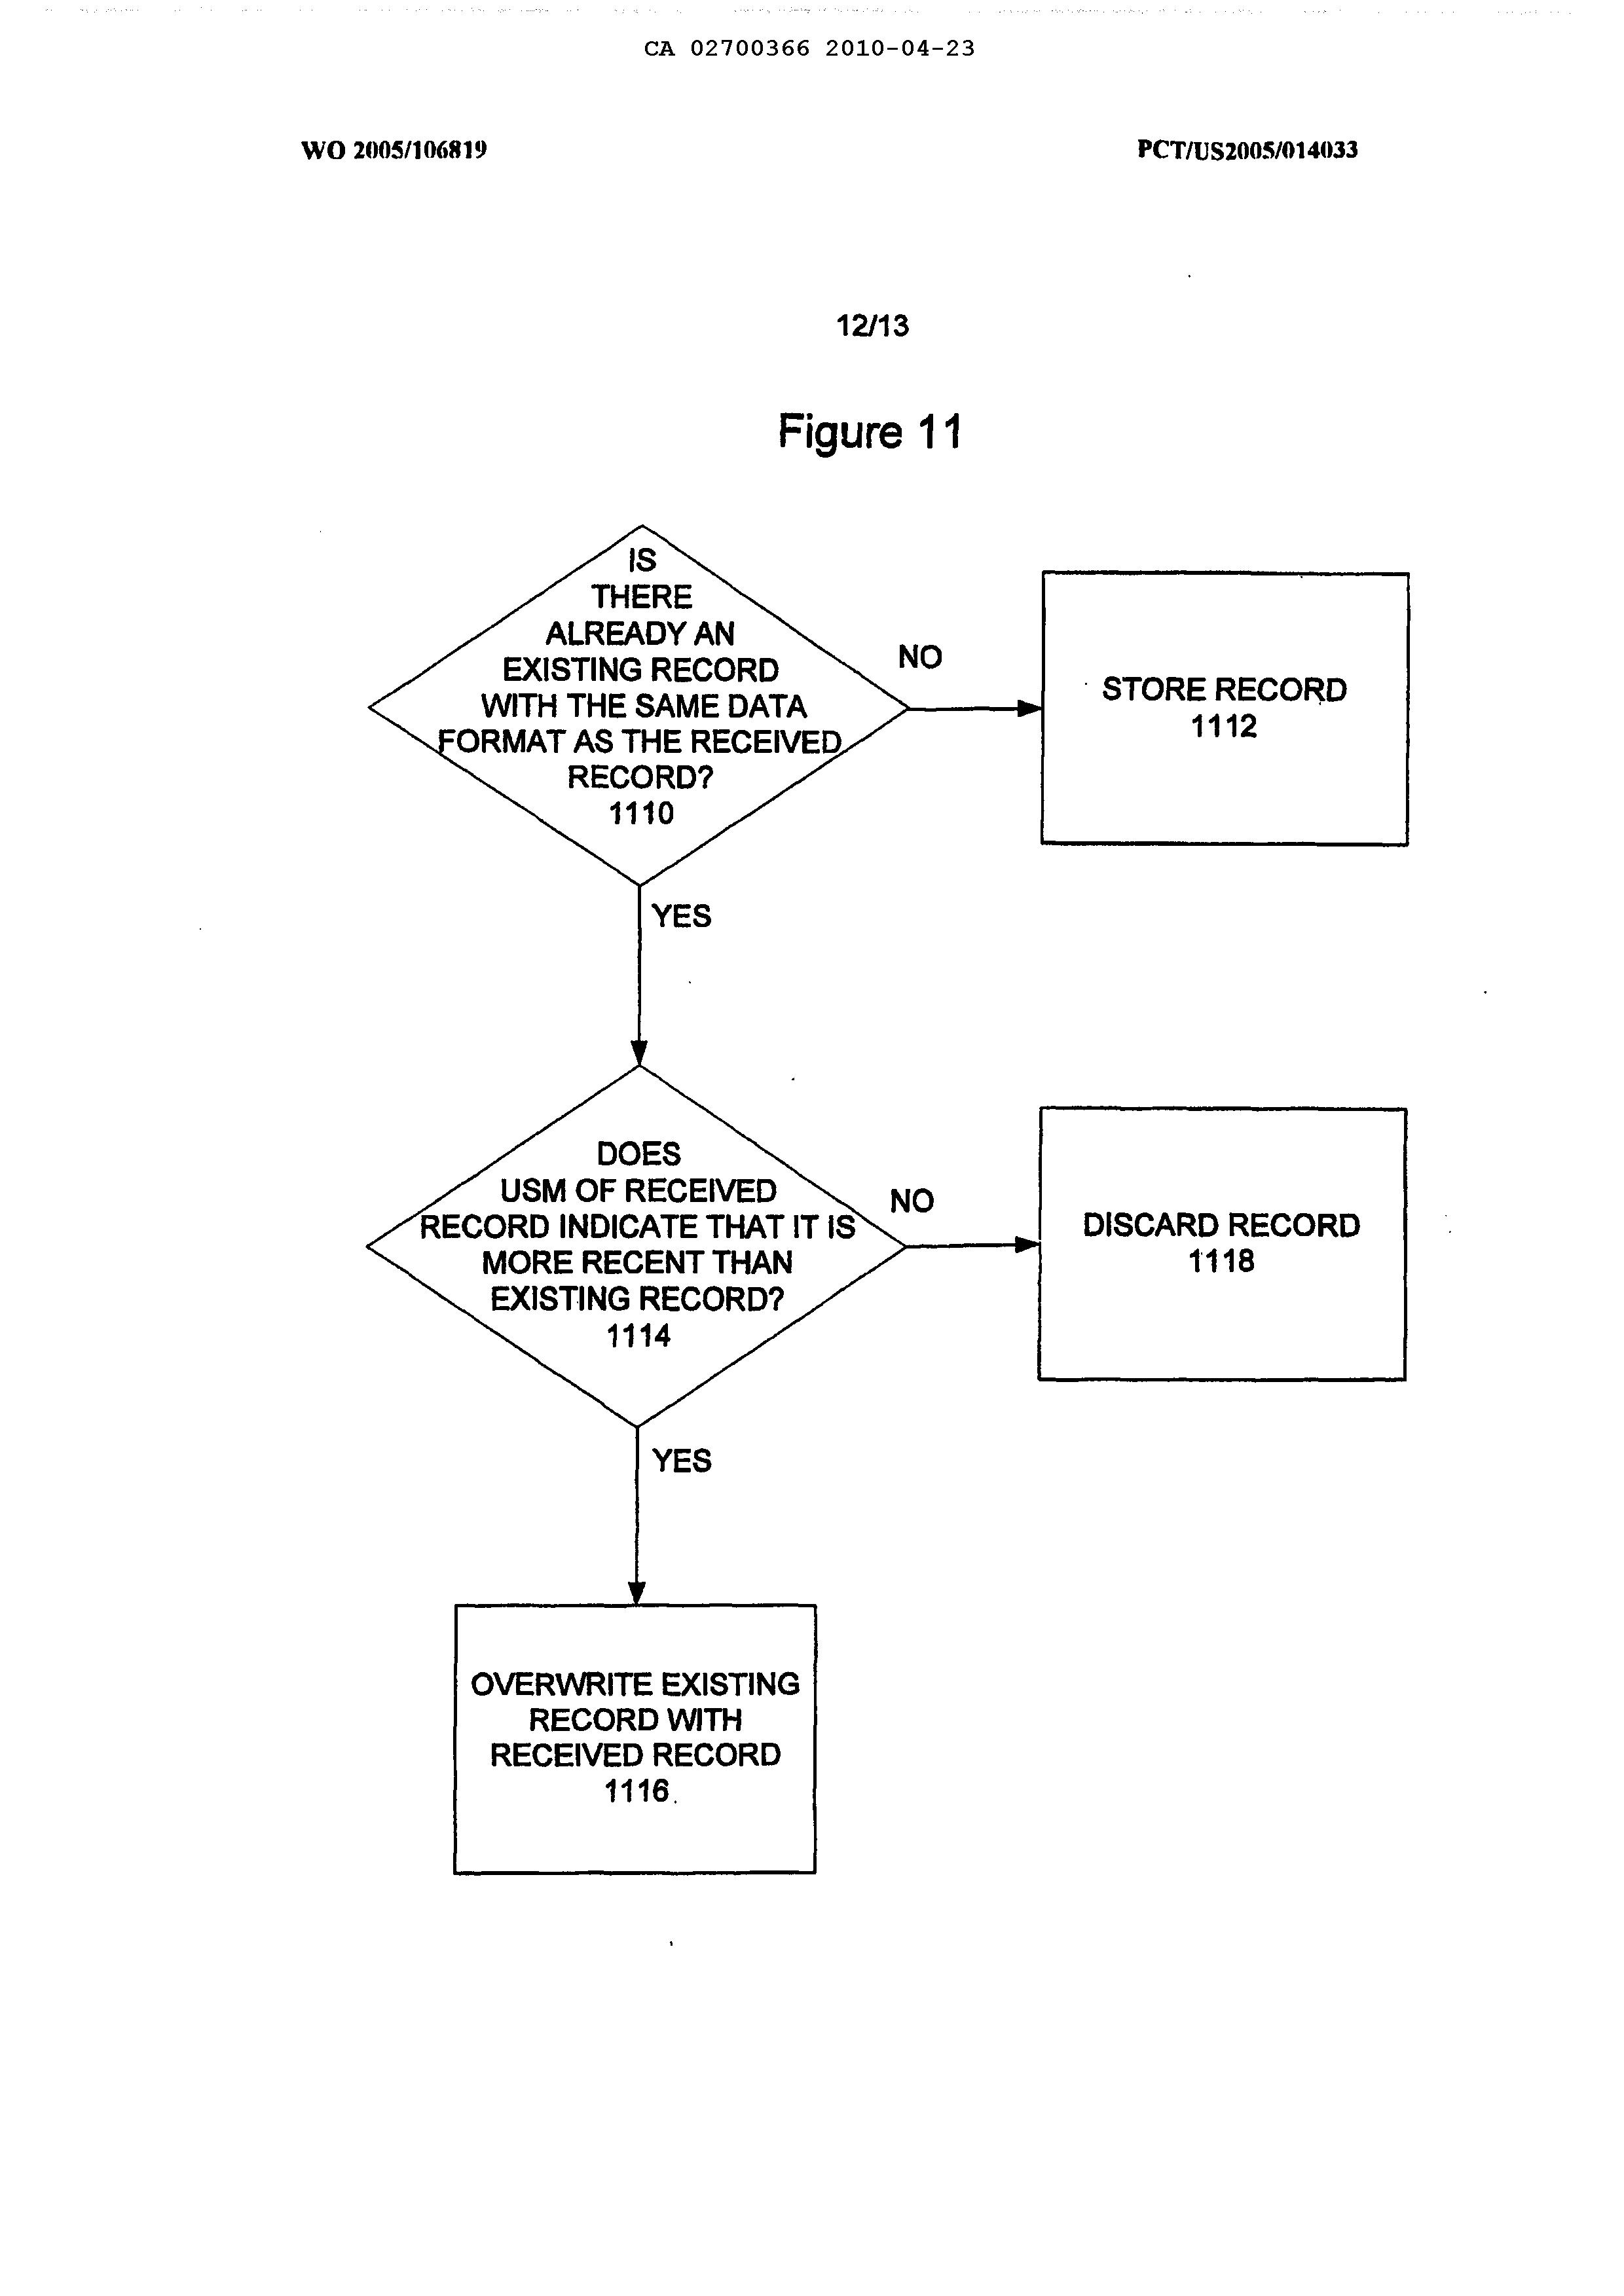 CA 02700366 2010-04-23
WO 2005/106819
PCT/US2005/014033
12/13
Figure 11
IS
THERE
ALREADY AN
EXISTING RECORD
WITH THE SAME DATA
FORMAT AS THE RECEIVED
RECORD?
1110
NO
STORE RECORD
1112
YES
DOES
USM OF RECEIVED
RECORD INDICATE THAT IT IS
MORE RECENT THAN
EXISTING RECORD?
1114
NO
DISCARD RECORD
1118
YES
OVERWRITE EXISTING
RECORD WITH
RECEIVED RECORD
1116